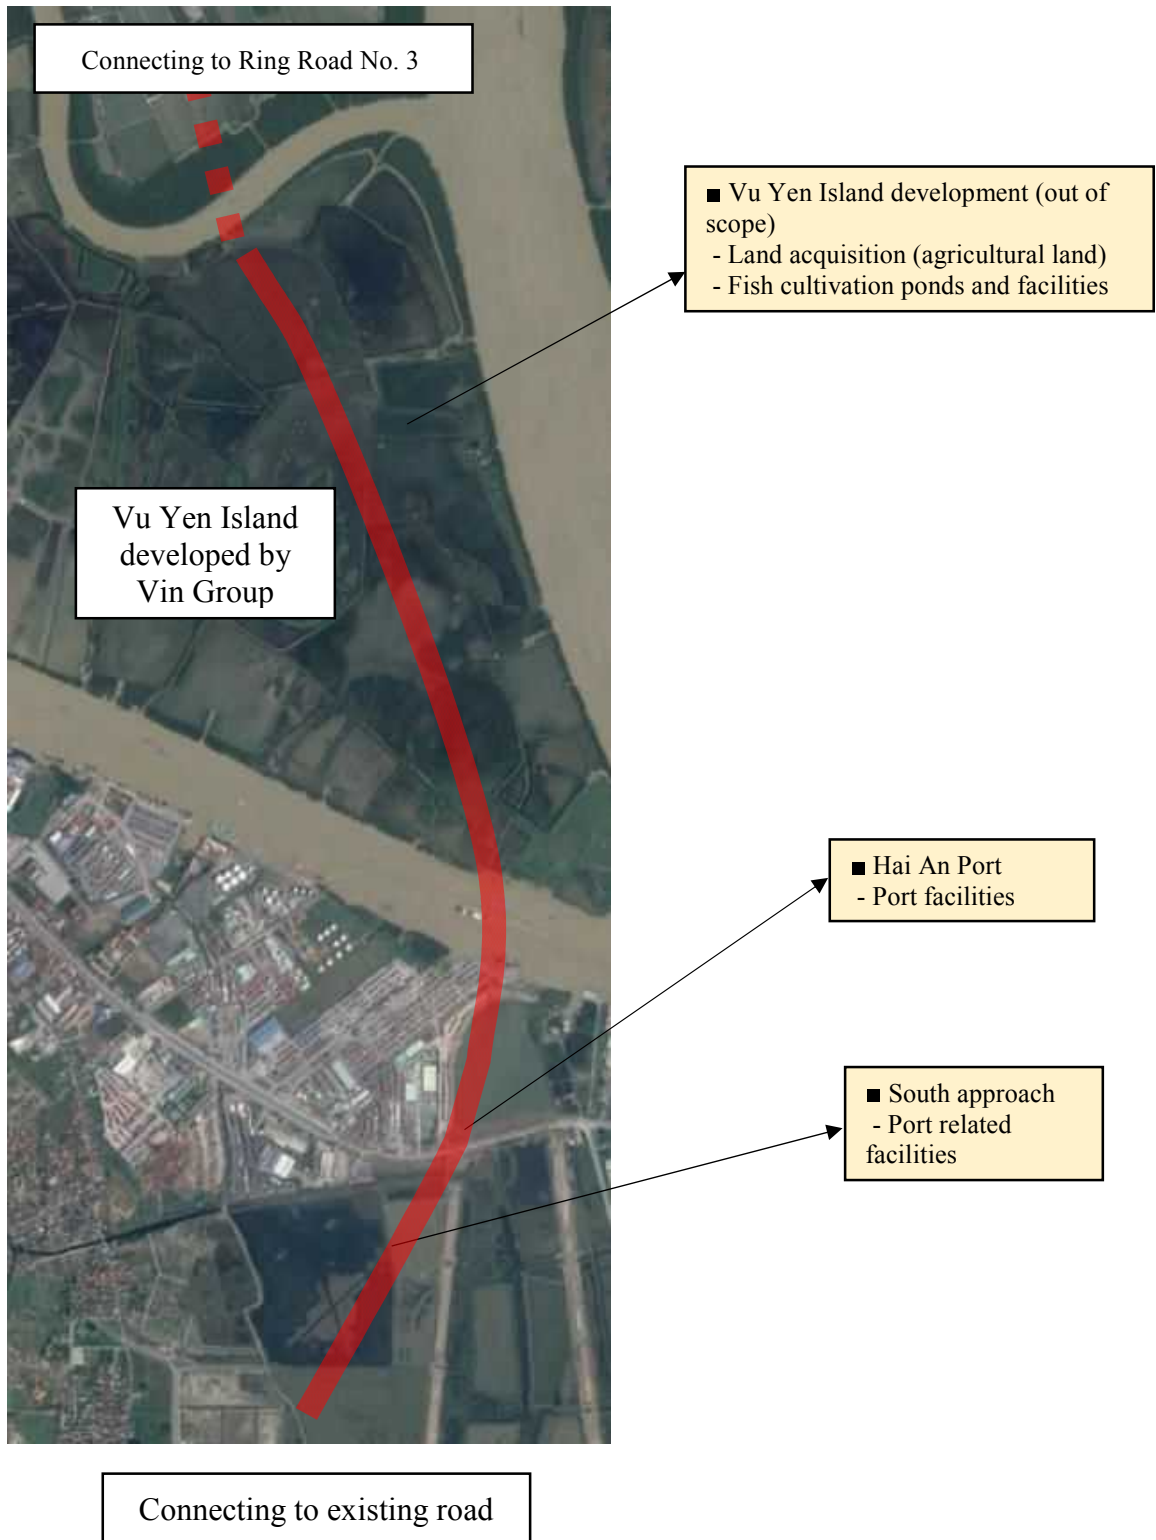 Connecting to Ring Road No. 3
■ Vu Yen Island development (out of
scope)
- Land acquisition (agricultural land)
- Fish cultivation ponds and facilities
Vu Yen Island
developed by
Vin Group
■ Hai An Port
- Port facilities
■ South approach
- Port related
facilities
Connecting to existing road